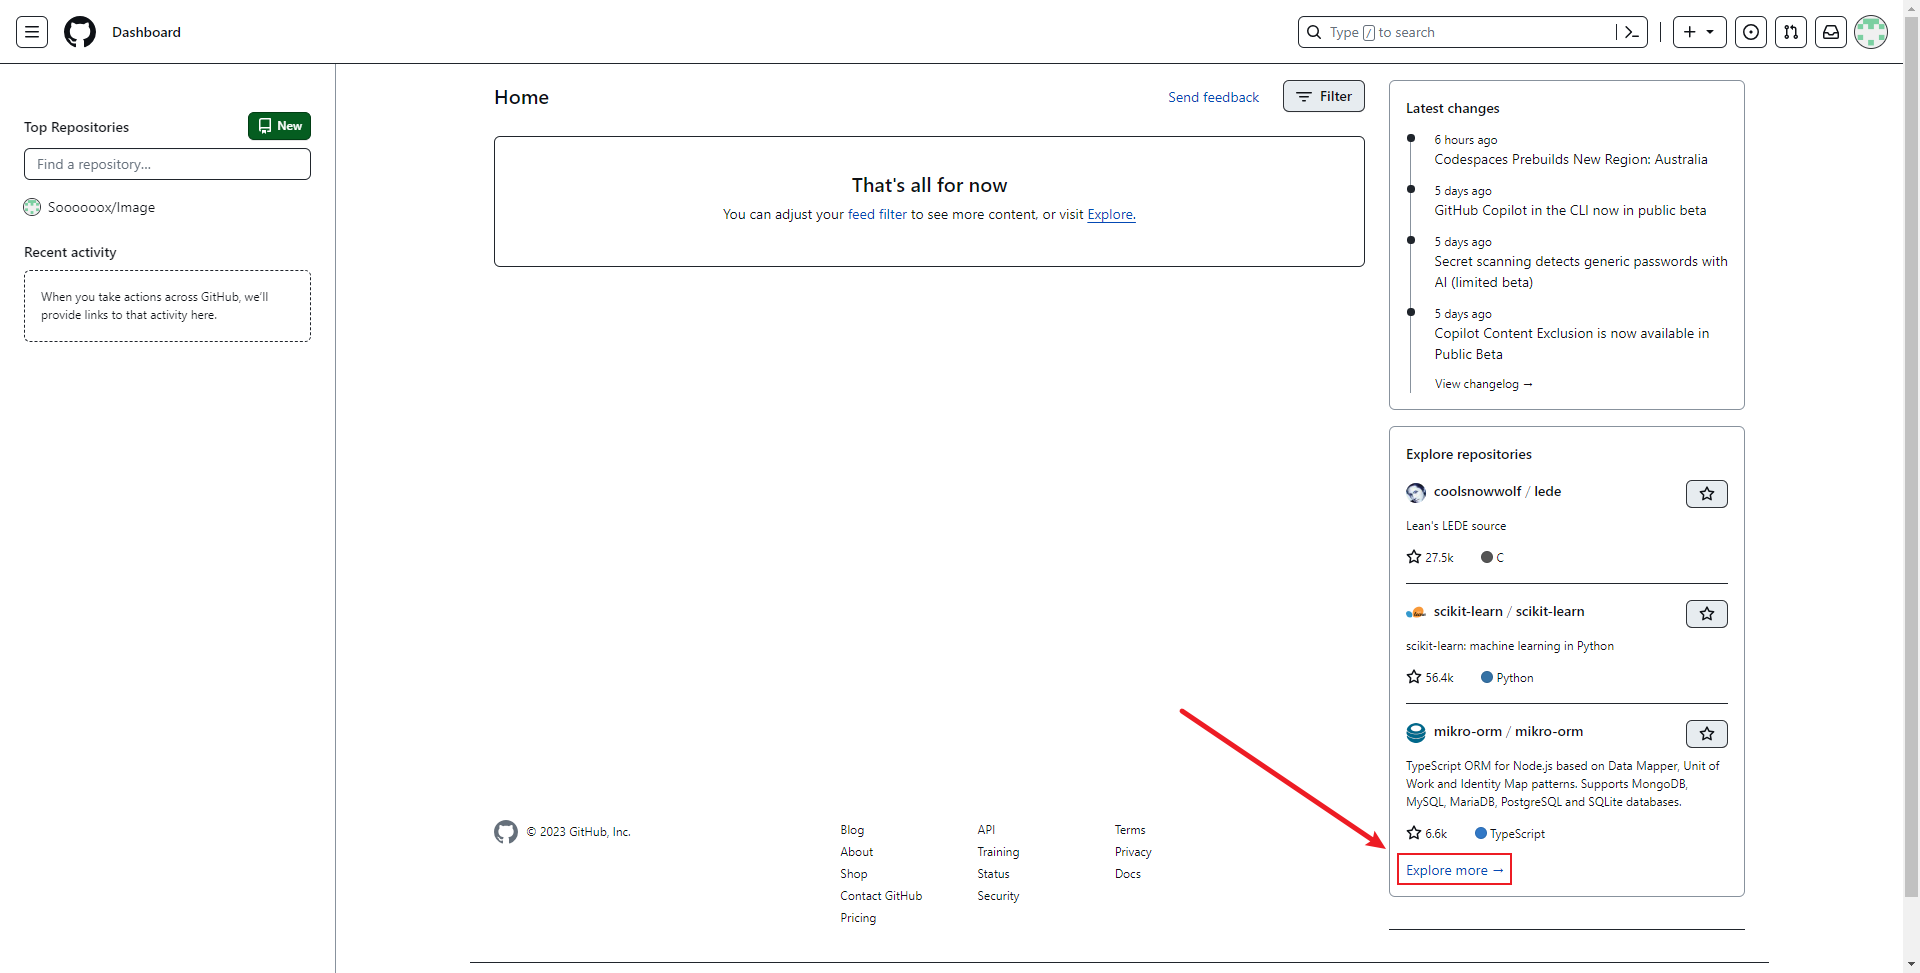 Dashboard
Type / to search
Top Repositories
New
Find a repository...
Soooooox/Image
Recent activity
When you take actions across GitHub, we'll
provide links to that activity here.
Home
Send feedback
Filter
That's all for now
You can adjust your feed filter to see more content, or visit Explore.
Latest changes
6 hours ago
Codespaces Prebuilds New Region: Australia
5 days ago
GitHub Copilot in the CLI now in public beta
5 days ago
Secret scanning detects generic passwords with
AI (limited beta)
5 days ago
Copilot Content Exclusion is now available in
Public Beta
View changelog →
Explore repositories
coolsnowwolf / lede
Lean's LEDE source
27.5k
C
scikit-learn / scikit-learn
scikit-learn: machine learning in Python
56.4k
Python
mikro-orm / mikro-orm
TypeScript ORM for Node.js based on Data Mapper, Unit of
Work and Identity Map patterns. Supports MongoDB,
MySQL, MariaDB, PostgreSQL and SQLite databases.
6.6k
TypeScript
Explore more →
© 2023 GitHub, Inc.
Blog
About
Shop
Contact GitHub
Pricing
API
Training
Status
Security
Terms
Privacy
Docs